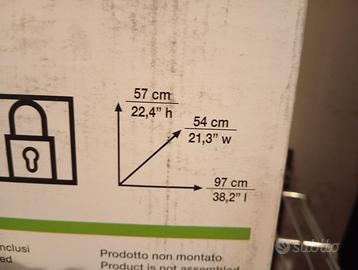 57 cm
22,4" h
54 cm
21,3" w
97 cm
38,2" l
nclusi
ed
Prodotto non montato
Product is not assembled
subito